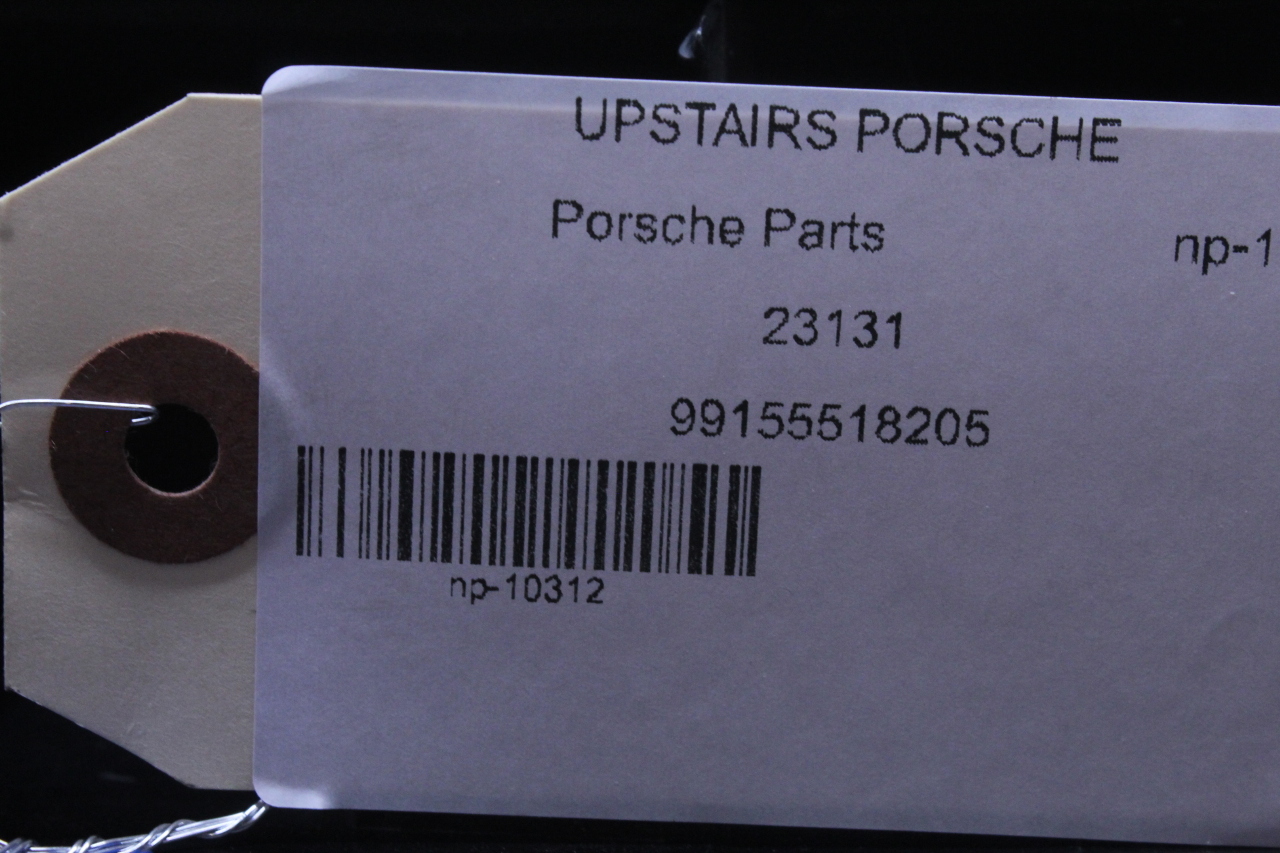 UPSTAIRS PORSCHE
Porsche Parts
np-1
23131
99155518205
np-10312